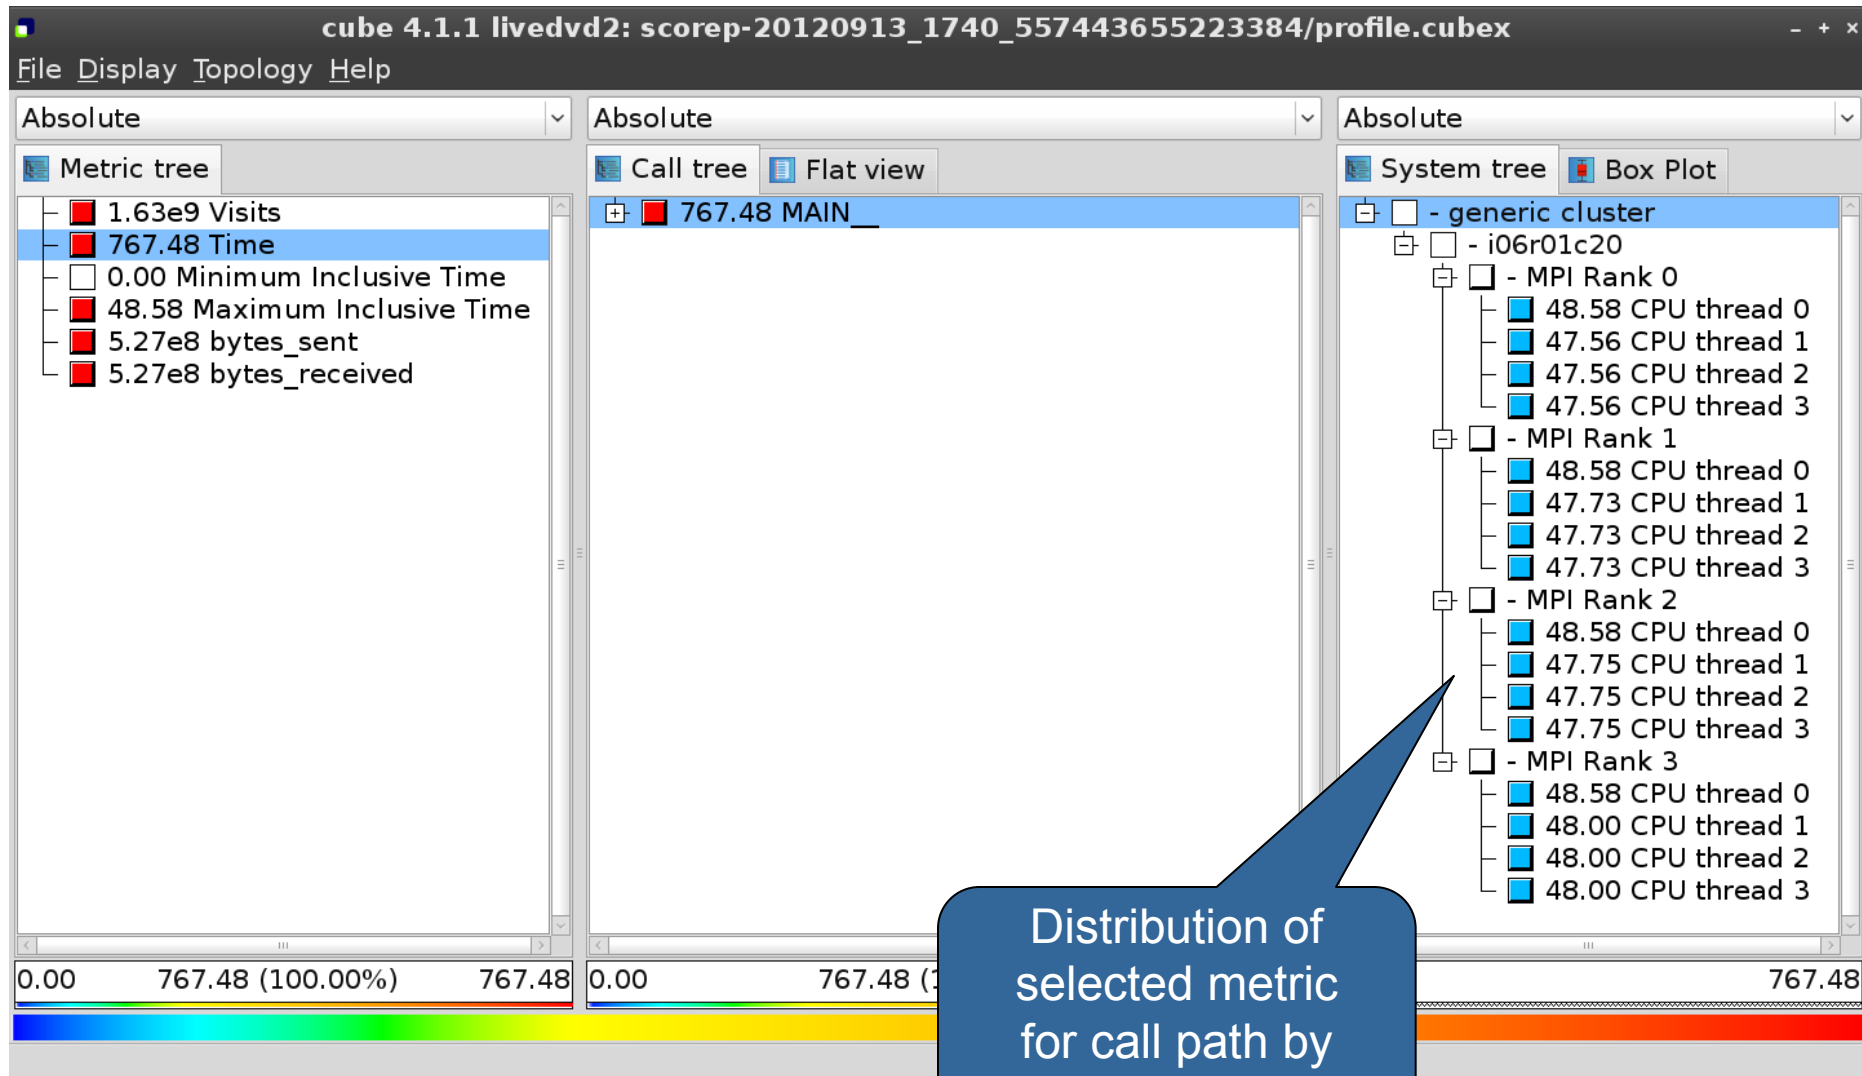 cube 4.1.1 livedvd2: scorep-20120913_1740_557443655223384/profile.cubex
File Display Topology Help
Absolute
Metric tree
1.63e9 Visits
767.48 Time
0.00 Minimum Inclusive Time
48.58 Maximum Inclusive Time
5.27e8 bytes_sent
5.27e8 bytes_received
0.00 767.48 (100.00%) 767.48
Absolute
Call tree Flat view
767.48 MAIN__
0.00 767.48 (1
Absolute
System tree Box Plot
- generic cluster
- i06r01c20
- MPI Rank 0
48.58 CPU thread 0
47.56 CPU thread 1
47.56 CPU thread 2
47.56 CPU thread 3
- MPI Rank 1
48.58 CPU thread 0
47.73 CPU thread 1
47.73 CPU thread 2
47.73 CPU thread 3
- MPI Rank 2
48.58 CPU thread 0
47.75 CPU thread 1
47.75 CPU thread 2
47.75 CPU thread 3
- MPI Rank 3
48.58 CPU thread 0
48.00 CPU thread 1
48.00 CPU thread 2
48.00 CPU thread 3
767.48
Distribution of
selected metric
for call path by